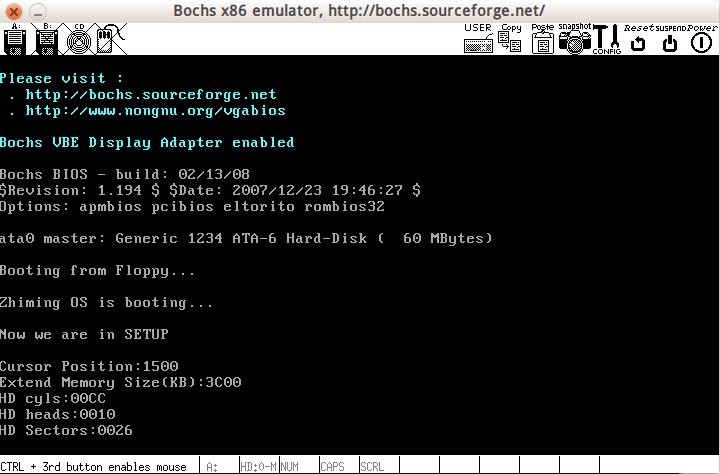 Bochs x86 emulator, http://bochs.sourceforge.net/
A: B: CD USER Copy Paste snapshot CONFIG Reset SUSPEND Power
Please visit :
. http://bochs.sourceforge.net
. http://www.nongnu.org/vgabios
Bochs VBE Display Adapter enabled
Bochs BIOS - build: 02/13/08
$Revision: 1.194 $ $Date: 2007/12/23 19:46:27 $
Options: apmbios pcibios eltorito rombios32
ata0 master: Generic 1234 ATA-6 Hard-Disk ( 60 MBytes)
Booting from Floppy...
Zhiming OS is booting...
Now we are in SETUP
Cursor Position:1500
Extend Memory Size(KB):3C00
HD cyls:00CC
HD heads:0010
HD Sectors:0026
CTRL + 3rd button enables mouse A: HD:0-M NUM CAPS SCRL